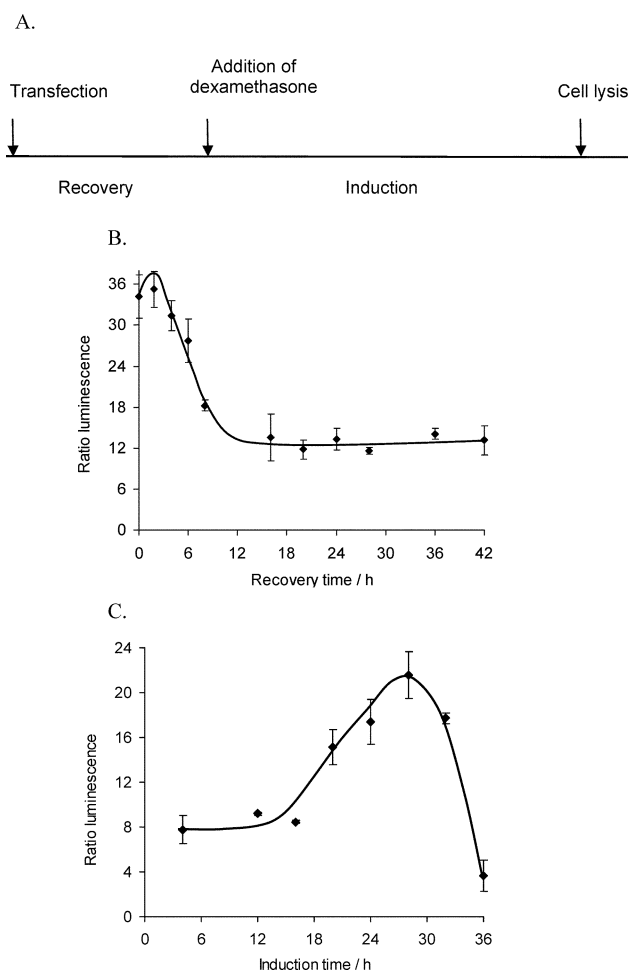 A.
Addition of
dexamethasone
Transfection
Cell lysis
Recovery
Induction
B.
36
30
24
18
12
6
0
Ratio luminescence
0 6 12 18 24 30 36 42
Recovery time / h
C.
24
20
16
12
8
4
0
Ratio luminescence
0 6 12 18 24 30 36
Induction time / h